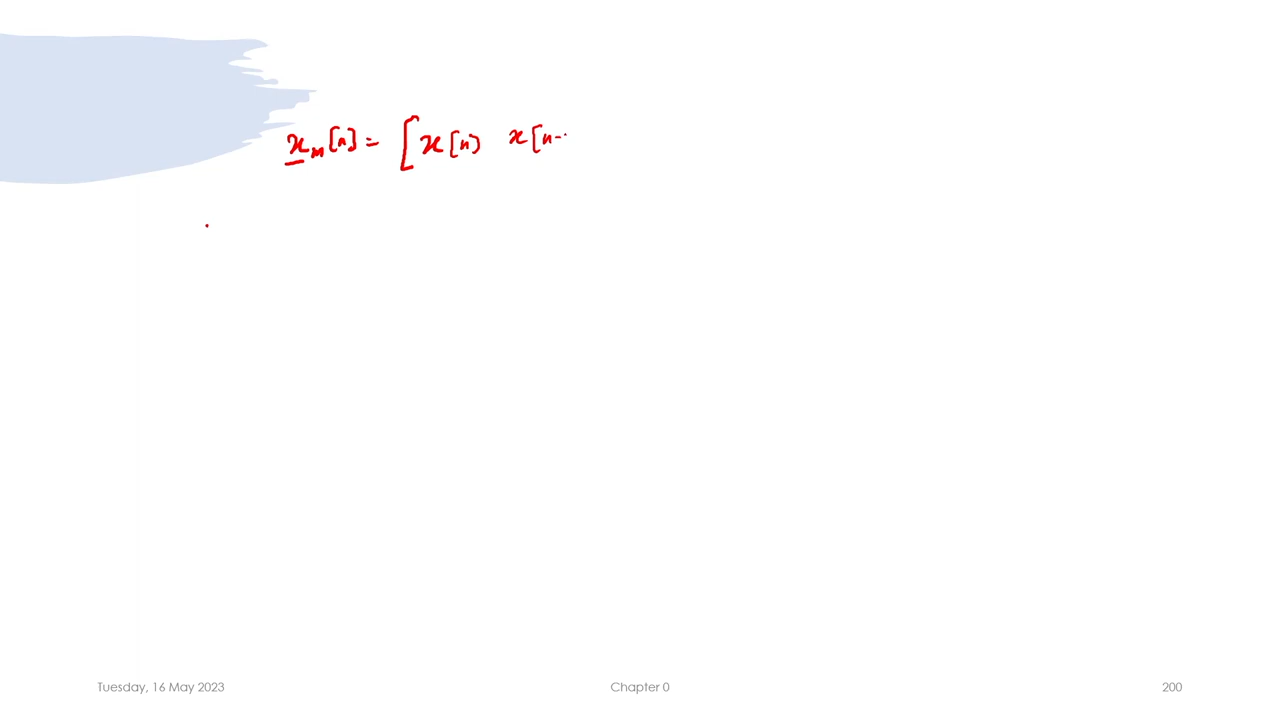 x_m[n] = [ x[n] x[n-
Tuesday, 16 May 2023
Chapter 0
200